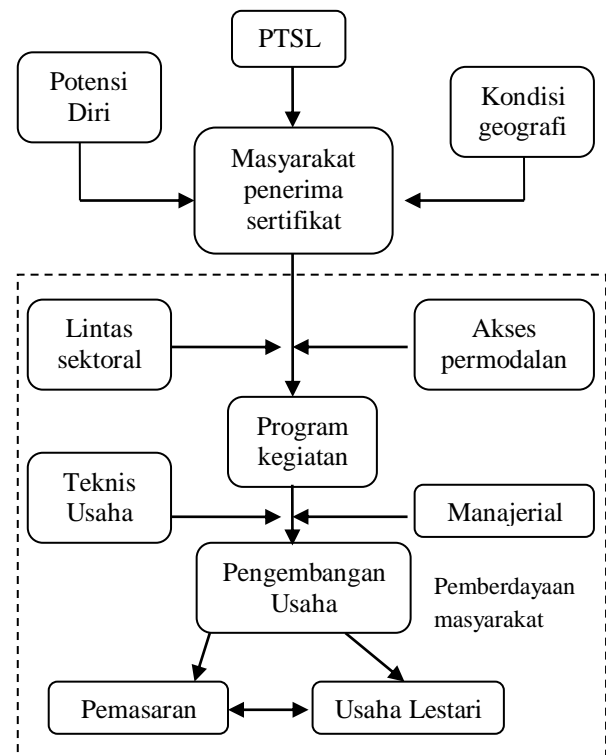 PTSL
Potensi
Diri
Kondisi
geografi
Masyarakat
penerima
sertifikat
Lintas
sektoral
Akses
permodalan
Program
kegiatan
Teknis
Usaha
Manajerial
Pengembangan
Usaha
Pemberdayaan
masyarakat
Pemasaran
Usaha Lestari